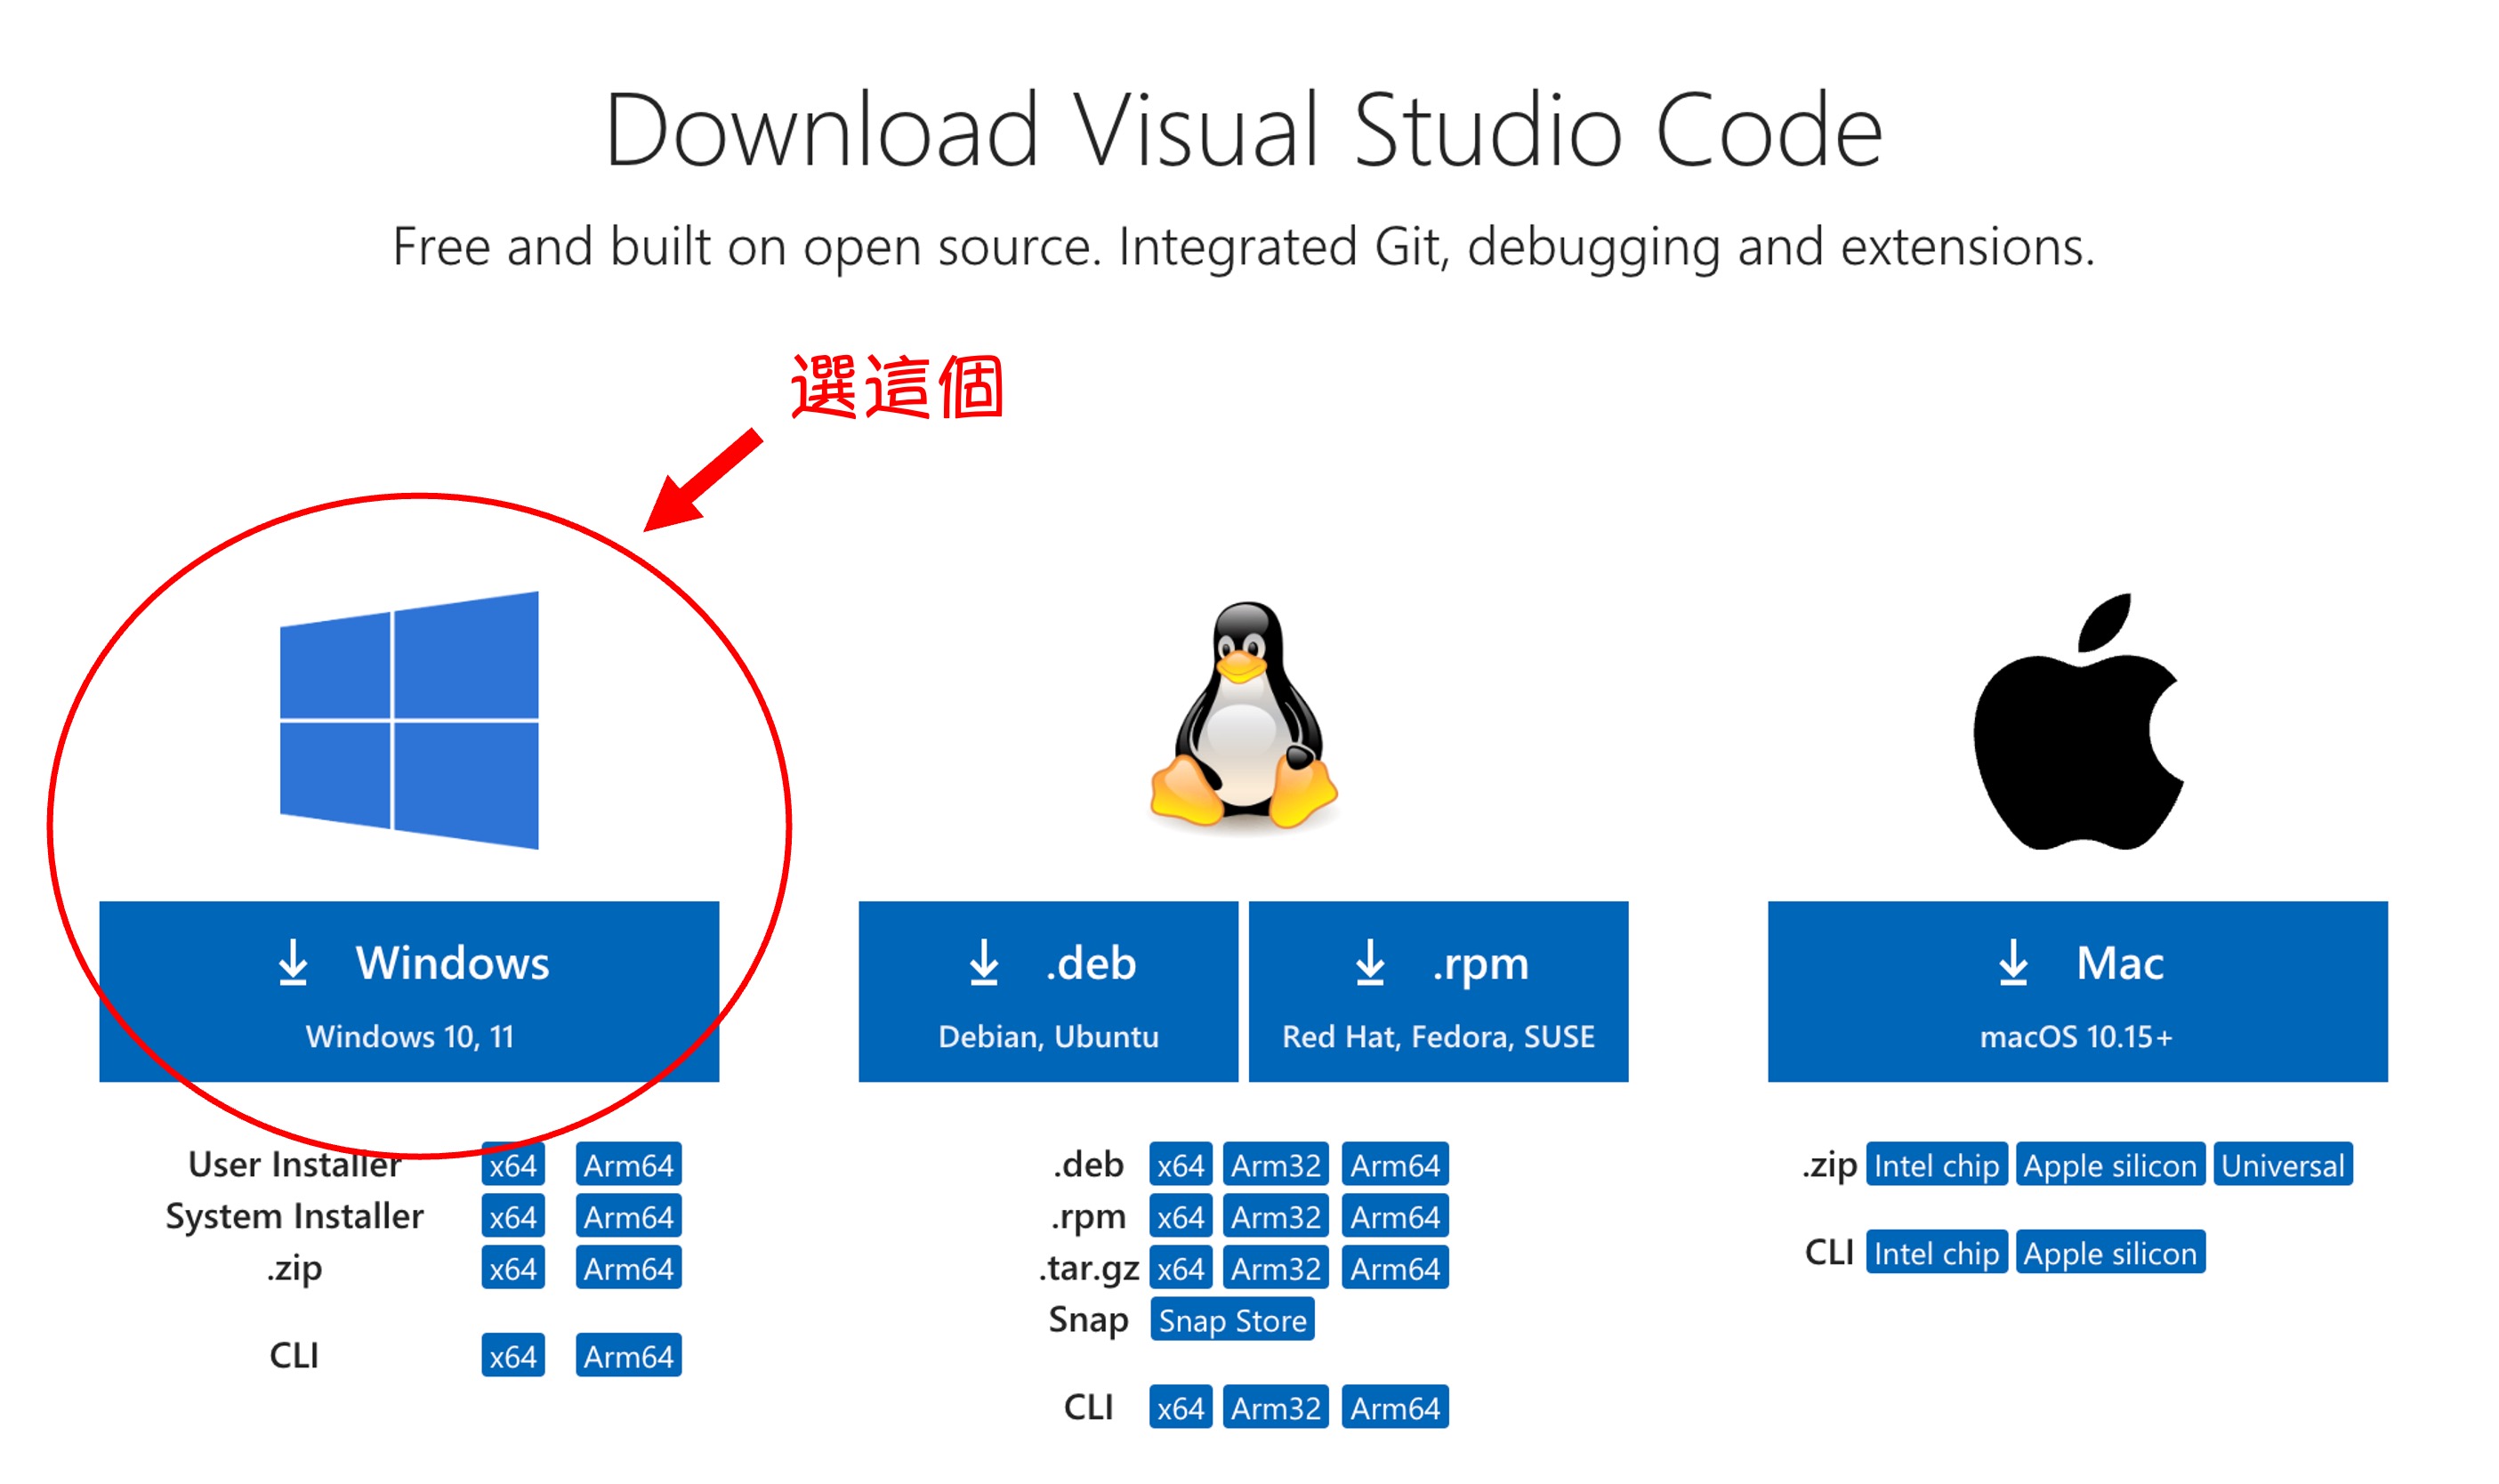 Download Visual Studio Code
Free and built on open source. Integrated Git, debugging and extensions.
選這個
Windows
Windows 10, 11
User Installer x64 Arm64
System Installer x64 Arm64
.zip x64 Arm64
CLI x64 Arm64
.deb
Debian, Ubuntu
.rpm
Red Hat, Fedora, SUSE
.deb x64 Arm32 Arm64
.rpm x64 Arm32 Arm64
.tar.gz x64 Arm32 Arm64
Snap Snap Store
CLI x64 Arm32 Arm64
Mac
macOS 10.15+
.zip Intel chip Apple silicon Universal
CLI Intel chip Apple silicon